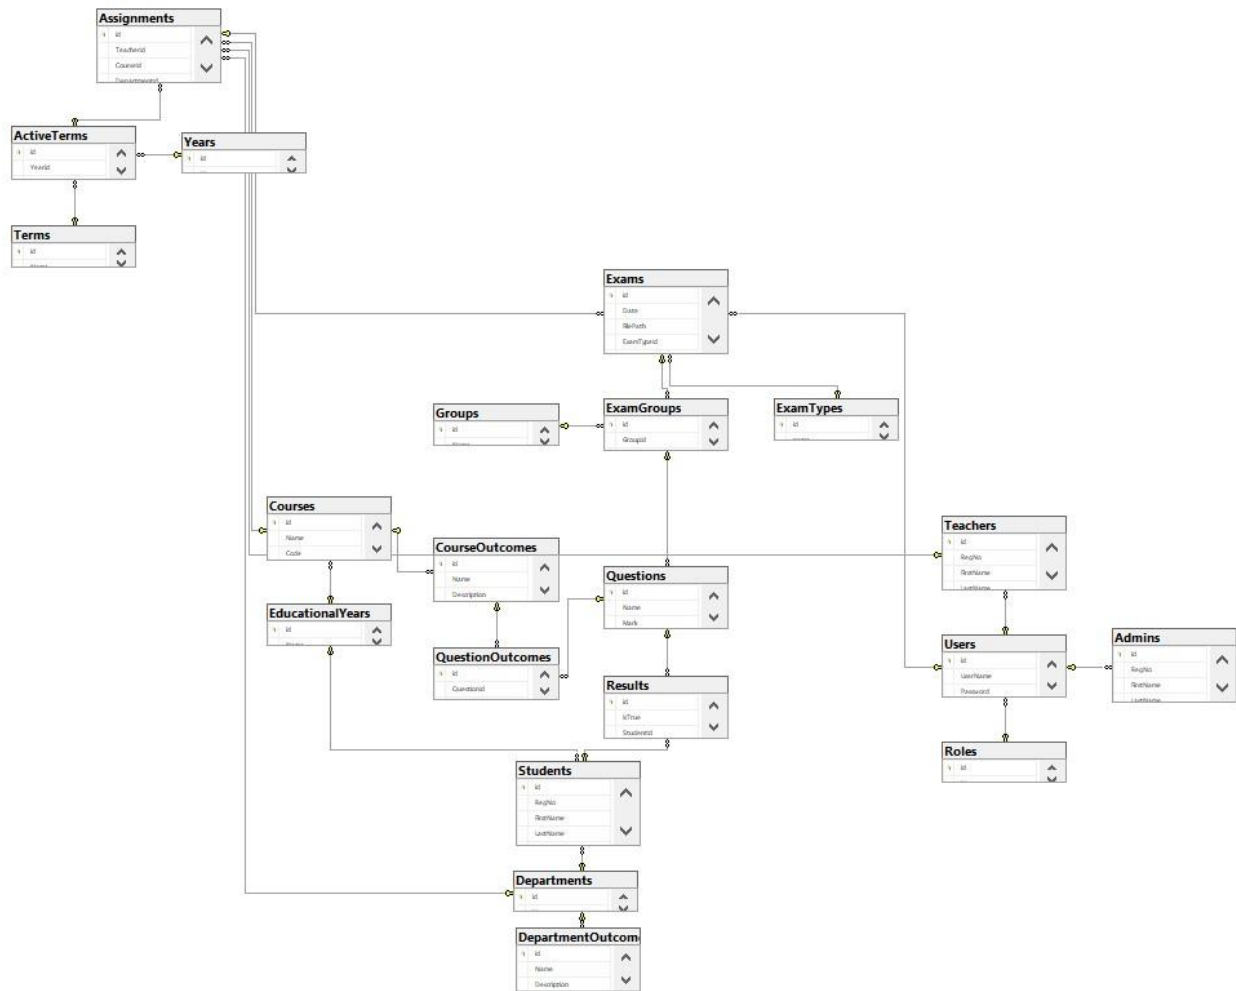 Assignments
Id
TeacherId
CourseId
DepartmentId
ActiveTerms
Id
YearId
Years
Id
Terms
Id
Exams
Id
Date
FilePath
ExamTypeId
Groups
Id
ExamGroups
Id
GroupId
ExamTypes
Id
Courses
Id
Name
Code
CourseOutcomes
Id
Name
Description
Teachers
Id
RegNo
FirstName
LastName
Questions
Id
Name
Mark
EducationalYears
Id
Users
Id
UserName
Password
Admins
Id
RegNo
FirstName
LastName
QuestionOutcomes
Id
QuestionId
Results
Id
IsTrue
StudentId
Roles
Id
Students
Id
RegNo
FirstName
LastName
Departments
Id
DepartmentOutcom
Id
Name
Description